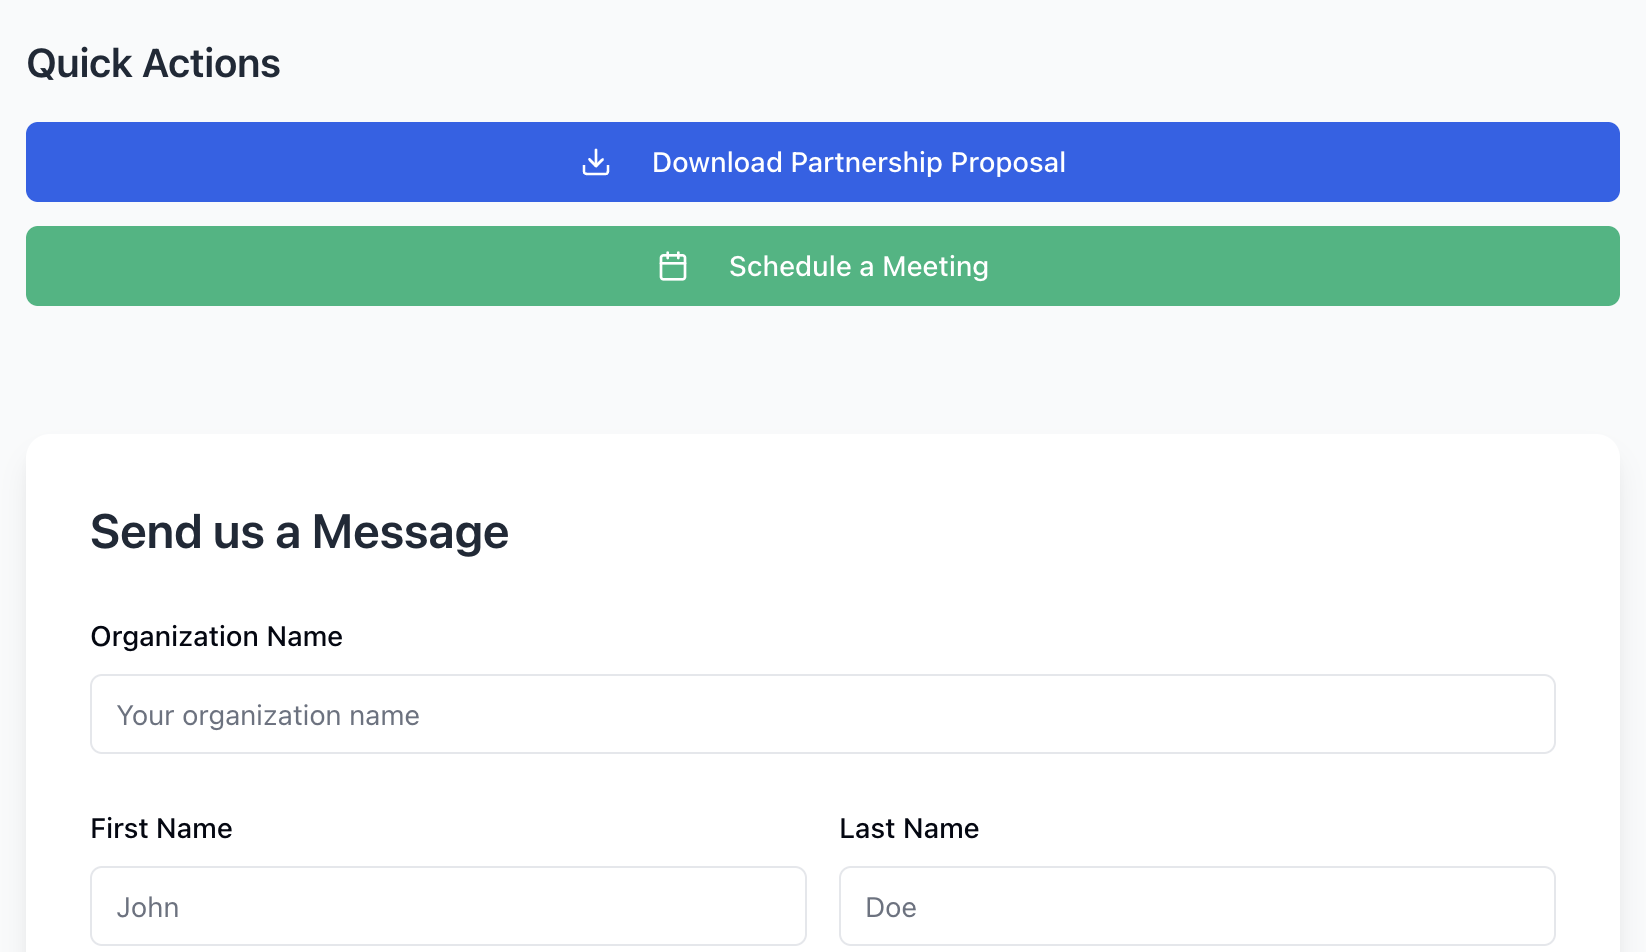 Quick Actions
Download Partnership Proposal
Schedule a Meeting
Send us a Message
Organization Name
Your organization name
First Name
Last Name
John
Doe